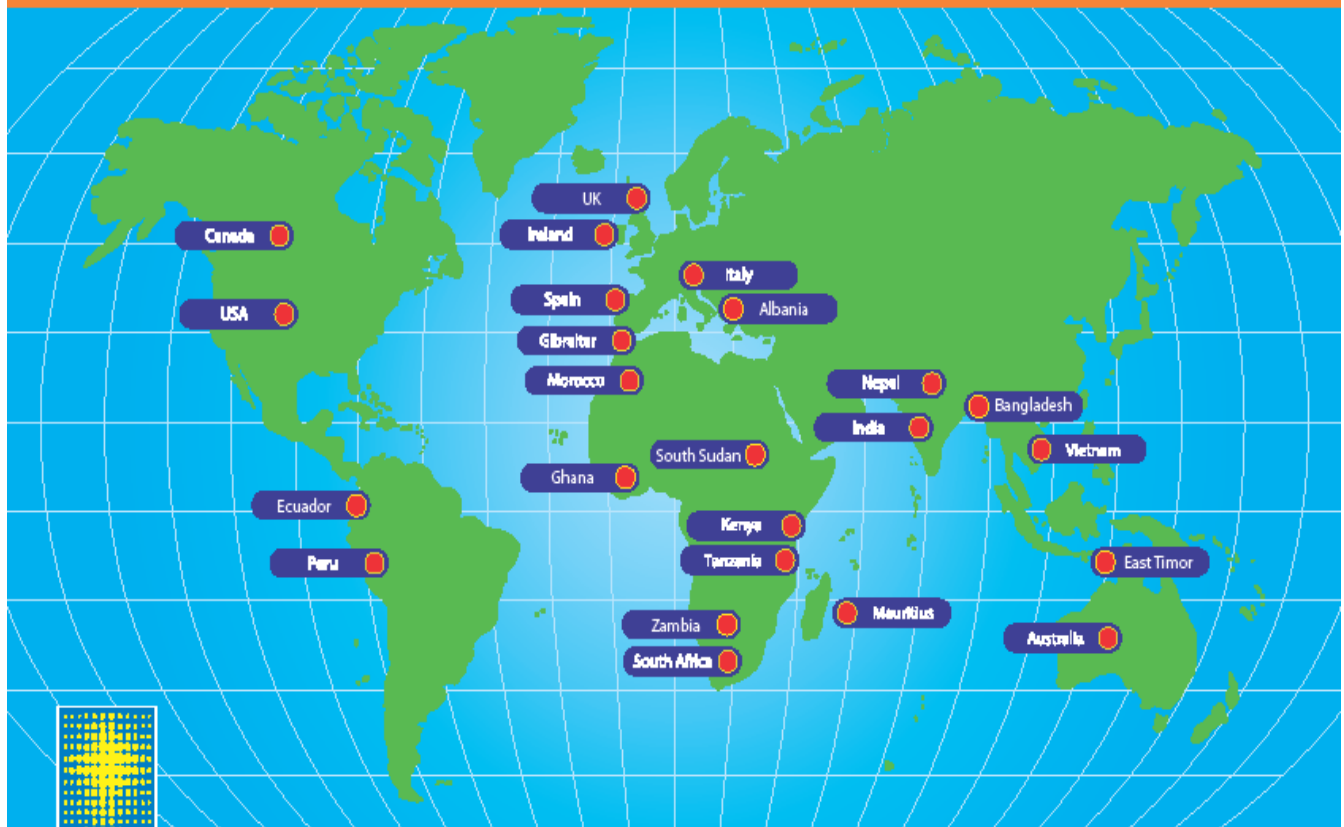 UK
Canada
Ireland
Italy
Spain
Albania
USA
Gibralter
Morocco
Nepal
Bangladesh
India
Vietnam
South Sudan
Ghana
Ecuador
Kenya
Tanzania
Peru
East Timor
Mauritius
Zambia
Australia
South Africa